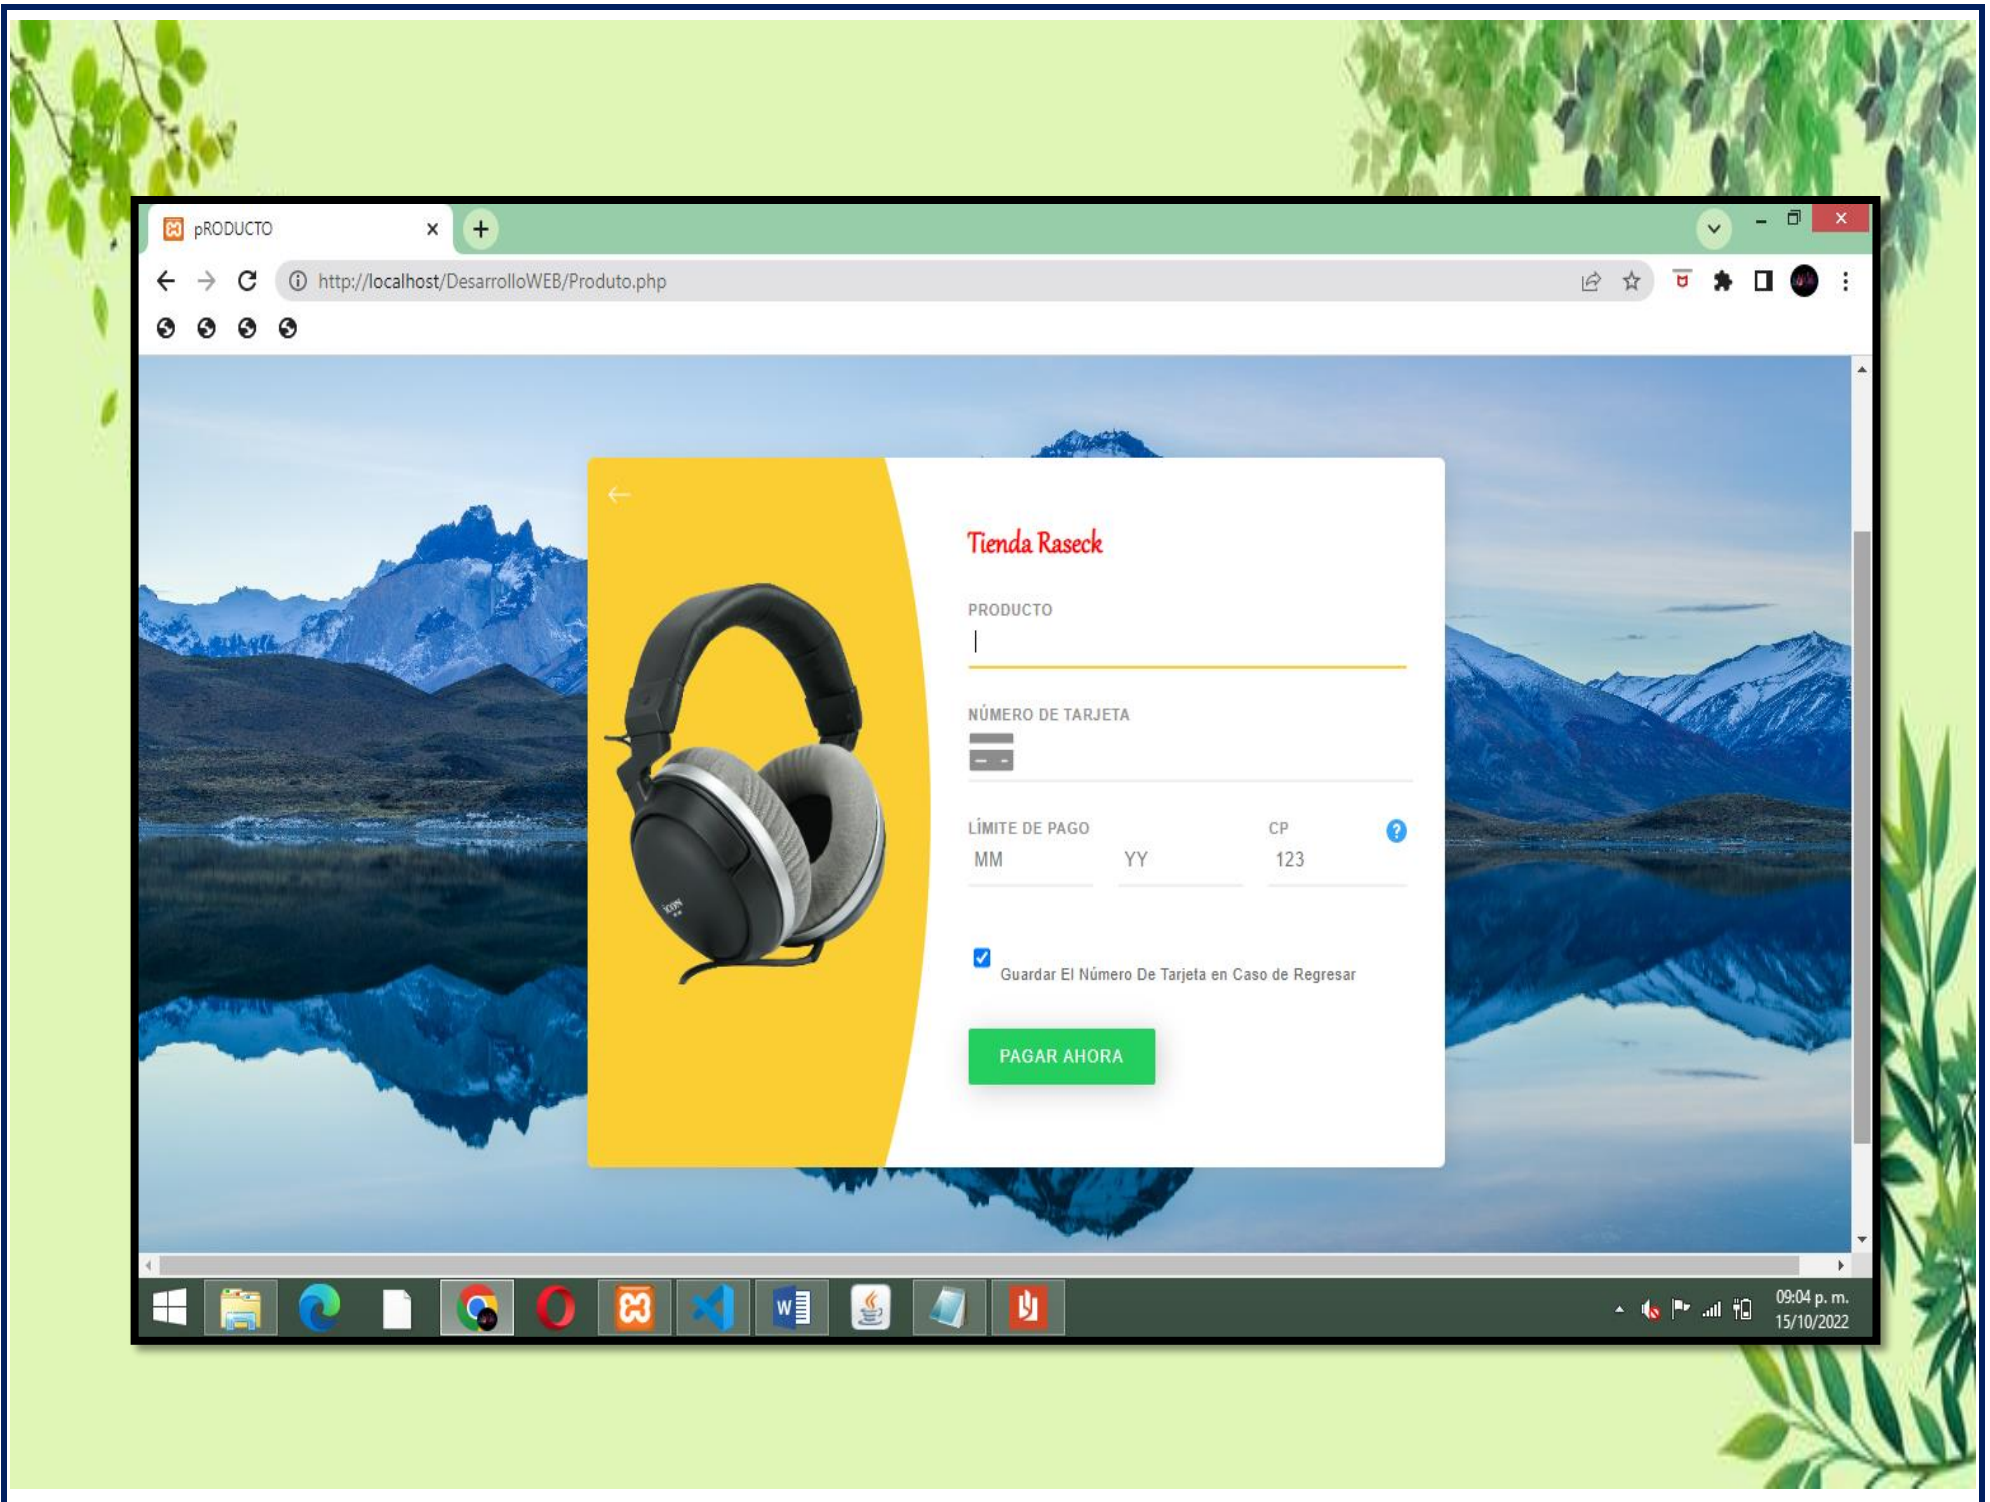 pRODUCTO
http://localhost/DesarrolloWEB/Produto.php
Tienda Raseck
PRODUCTO
NÚMERO DE TARJETA
LÍMITE DE PAGO
CP
MM
YY
123
icon
Guardar El Número De Tarjeta en Caso de Regresar
PAGAR AHORA
09:04 p. m.
15/10/2022